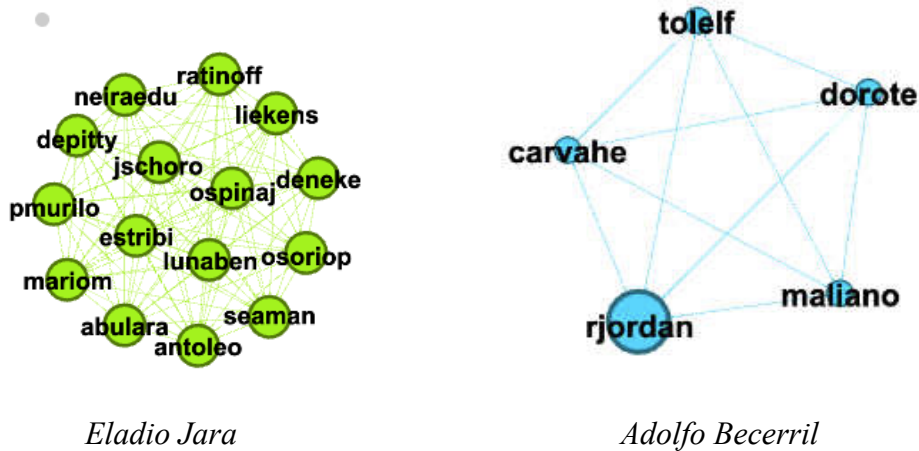 ratinoff
neiraedu
liekens
depitty
jschoro
ospinaj
deneke
pmurilo
estribi
lunaben
osoriop
mariom
abulara
seaman
antoleo
tolelf
dorote
carvahe
maliano
rjordan
Eladio Jara
Adolfo Becerril